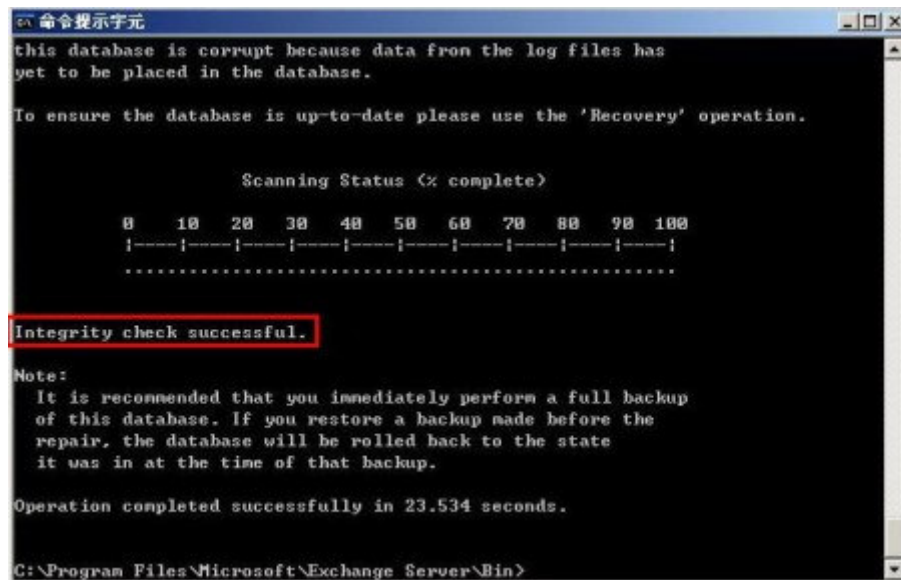 命令提示字元
this database is corrupt because data from the log files has
yet to be placed in the database.
To ensure the database is up-to-date please use the 'Recovery' operation.
Scanning Status (% complete)
0 10 20 30 40 50 60 70 80 90 100
|----|----|----|----|----|----|----|----|----|----|
...................................................
Integrity check successful.
Note:
It is recommended that you immediately perform a full backup
of this database. If you restore a backup made before the
repair, the database will be rolled back to the state
it was in at the time of that backup.
Operation completed successfully in 23.534 seconds.
C:\Program Files\Microsoft\Exchange Server\Bin>